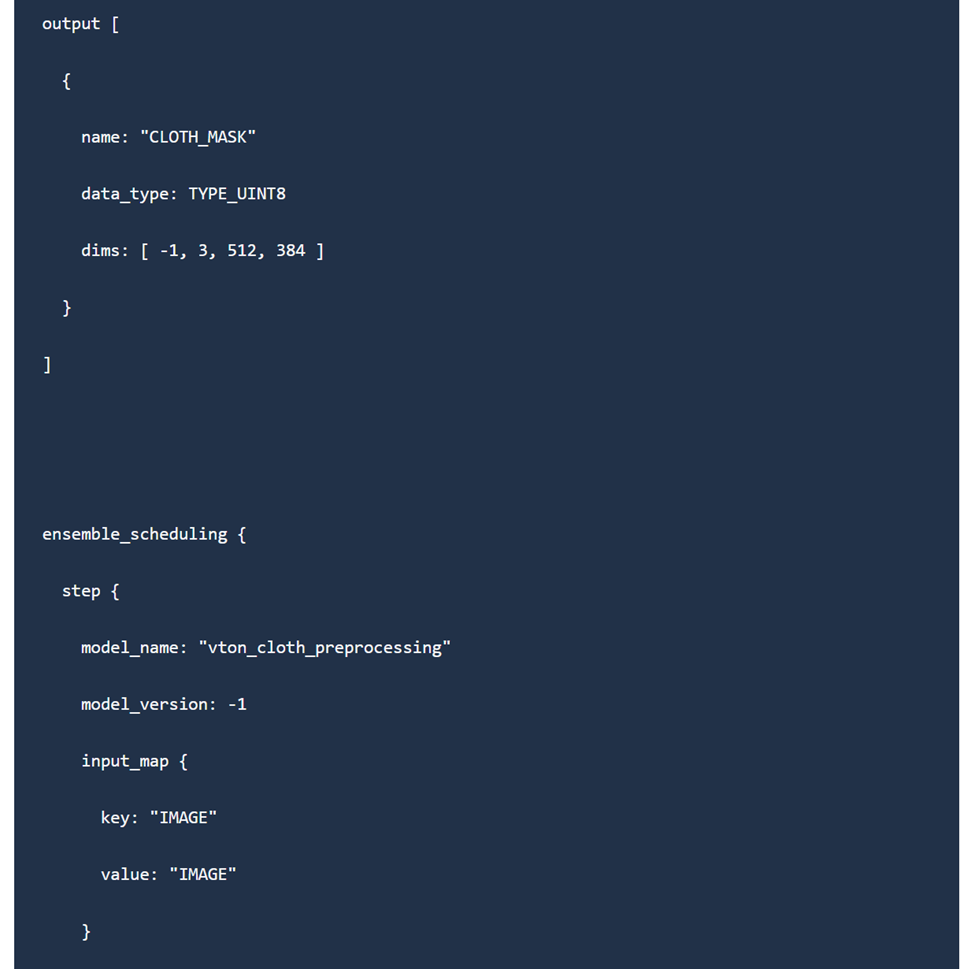 output [
{
name: "CLOTH_MASK"
data_type: TYPE_UINT8
dims: [ -1, 3, 512, 384 ]
}
]
ensemble_scheduling {
step {
model_name: "vton_cloth_preprocessing"
model_version: -1
input_map {
key: "IMAGE"
value: "IMAGE"
}